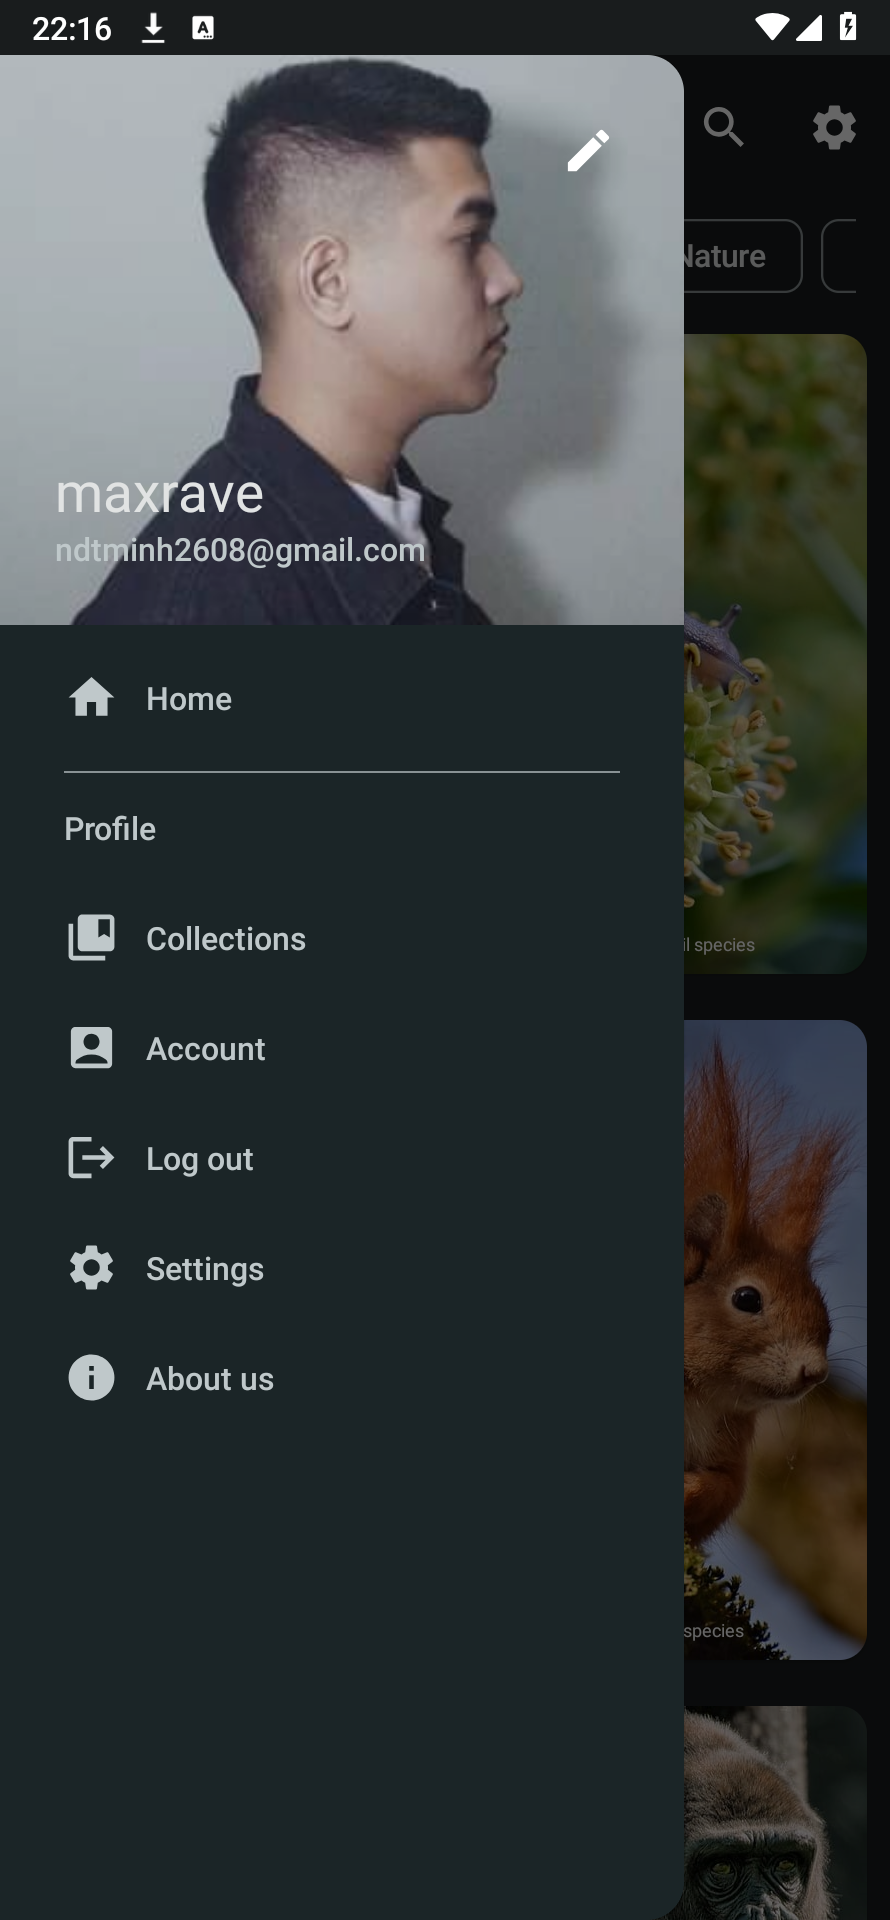 22:16
Nature
maxrave
ndtminh2608@gmail.com
Home
Profile
il species
Collections
Account
Log out
Settings
About us
species